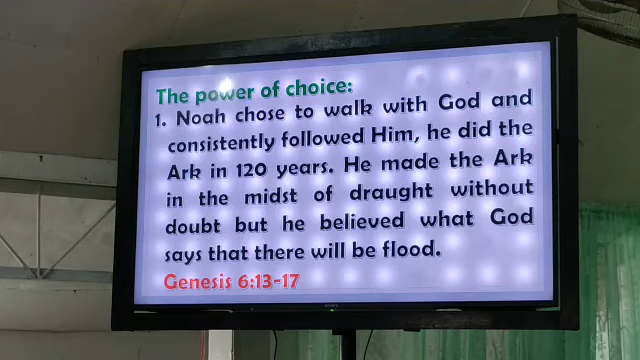 The power of choice:
1. Noah chose to walk with God and
consistently followed Him, he did the
Ark in 120 years. He made the Ark
in the midst of draught without
doubt but he believed what God
says that there will be flood.
Genesis 6:13-17